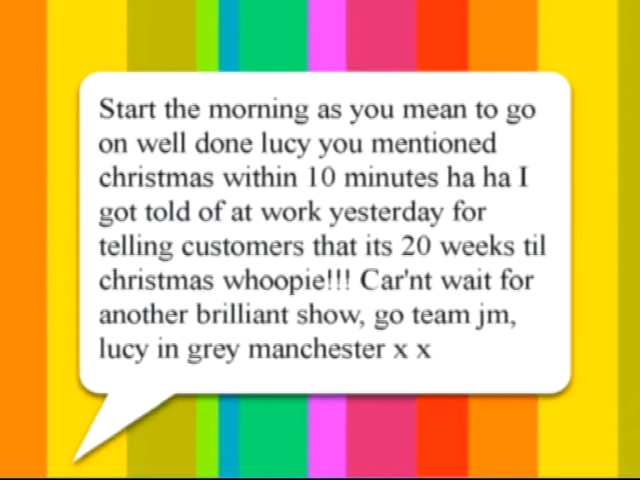 Start the morning as you mean to go
on well done lucy you mentioned
christmas within 10 minutes ha ha I
got told of at work yesterday for
telling customers that its 20 weeks til
christmas whoopie!!! Car'nt wait for
another brilliant show, go team jm,
lucy in grey manchester x x